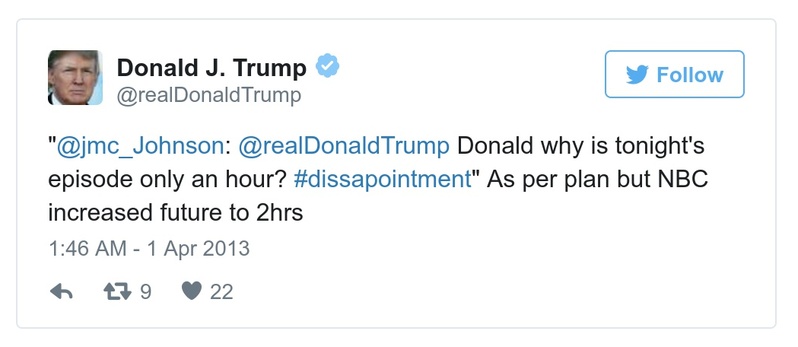 Donald J. Trump
@realDonaldTrump
Follow
"@jmc_Johnson: @realDonaldTrump Donald why is tonight's
episode only an hour? #dissapointment" As per plan but NBC
increased future to 2hrs
1:46 AM - 1 Apr 2013
9 22